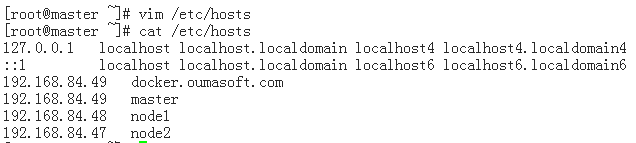 [root@master ~]# vim /etc/hosts
[root@master ~]# cat /etc/hosts
127.0.0.1   localhost localhost.localdomain localhost4 localhost4.localdomain4
::1         localhost localhost.localdomain localhost6 localhost6.localdomain6
192.168.84.49   docker.oumasoft.com
192.168.84.49   master
192.168.84.48   node1
192.168.84.47   node2